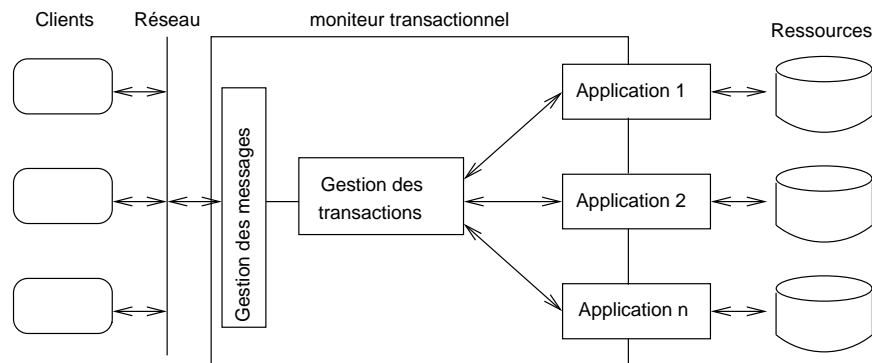 Clients
Réseau
moniteur transactionnel
Ressources
Gestion des messages
Gestion des
transactions
Application 1
Application 2
Application n